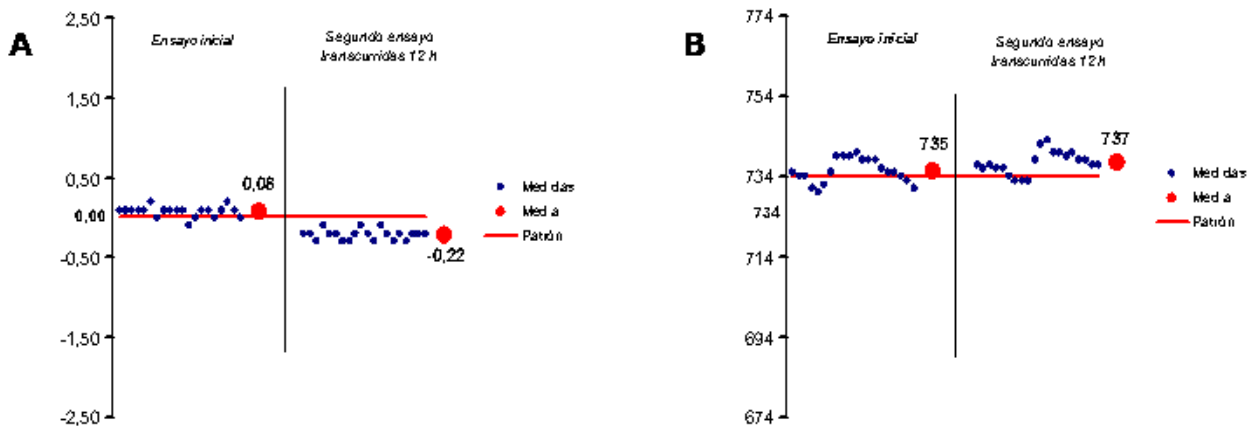 A
2,50
1,50
0,50
0,00
-0,50
-1,50
-2,50
Ensayo inicial
Segundo ensayo
transcurridas 12 h
0,08
-0,22
Medidas
Media
Patrón
B
774
754
734
734
714
694
674
Ensayo inicial
Segundo ensayo
transcurridas 12 h
735
737
Medidas
Media
Patrón